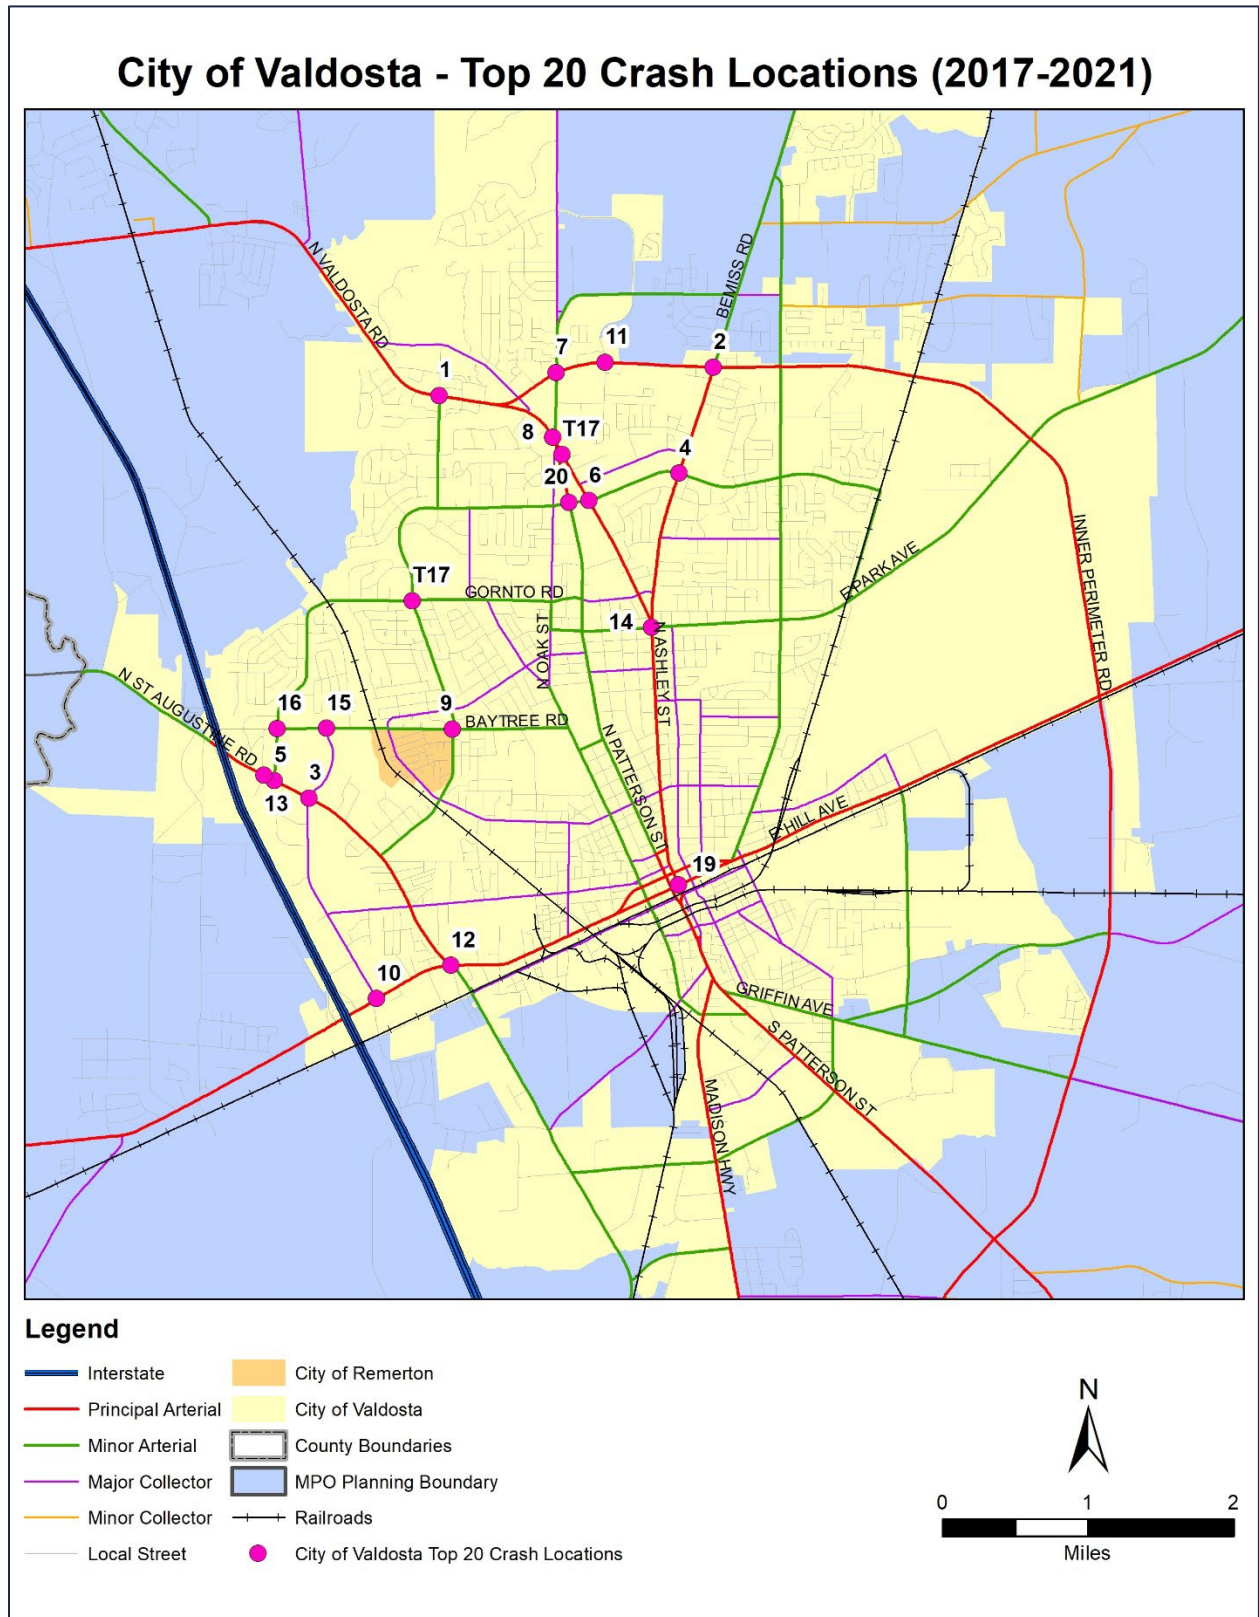 City of Valdosta - Top 20 Crash Locations (2017-2021)
N VALDOSTA RD
BEMISS RD
11
7
2
1
8
T17
4
20
6
INNER PERIMETER RD
E PARK AVE
T17
GORNTO RD
14
N OAK ST
N ASHLEY ST
N ST AUGUSTINE RD
16
15
9
BAYTREE RD
N PATTERSON ST
5
3
13
E HILL AVE
19
12
10
GRIFFIN AVE
S PATTERSON ST
MADISON HWY
Legend
Interstate
Principal Arterial
Minor Arterial
Major Collector
Minor Collector
Local Street
City of Remerton
City of Valdosta
County Boundaries
MPO Planning Boundary
Railroads
City of Valdosta Top 20 Crash Locations
N
0 1 2
Miles